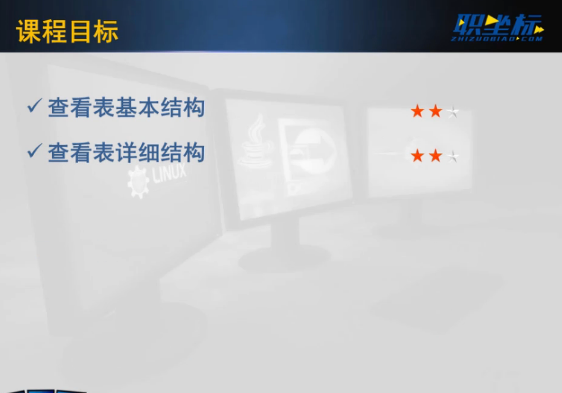 课程目标
职坐标
ZHIZUOBIAO.COM
✓ 查看表基本结构 ★★☆
✓ 查看表详细结构 ★★☆
LINUX